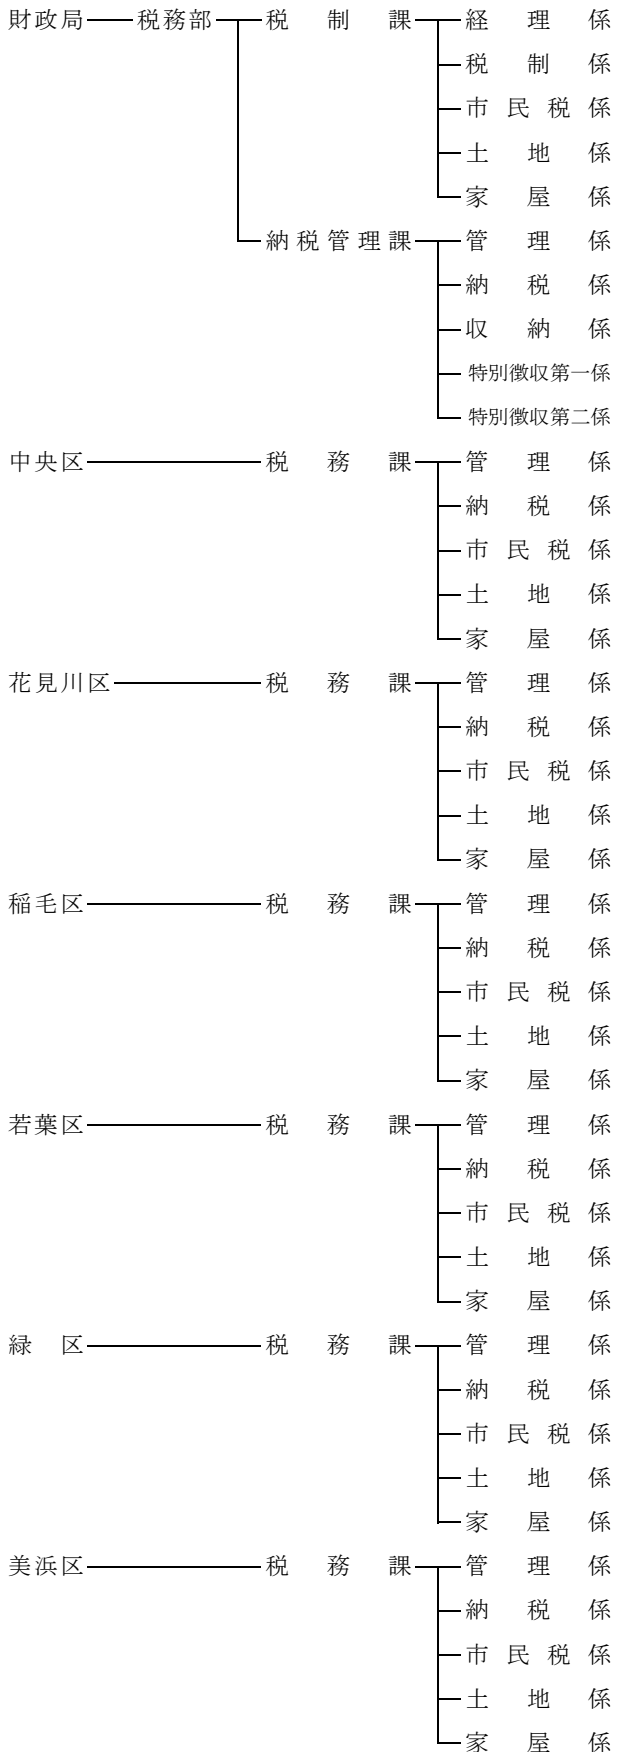 財政局 税務部 税制課 経理係
税制係
市民税係
土地係
家屋係
納税管理課 管理係
納税係
収納係
特別徴収第一係
特別徴収第二係
中央区 税務課 管理係
納税係
市民税係
土地係
家屋係
花見川区 税務課 管理係
納税係
市民税係
土地係
家屋係
稲毛区 税務課 管理係
納税係
市民税係
土地係
家屋係
若葉区 税務課 管理係
納税係
市民税係
土地係
家屋係
緑区 税務課 管理係
納税係
市民税係
土地係
家屋係
美浜区 税務課 管理係
納税係
市民税係
土地係
家屋係